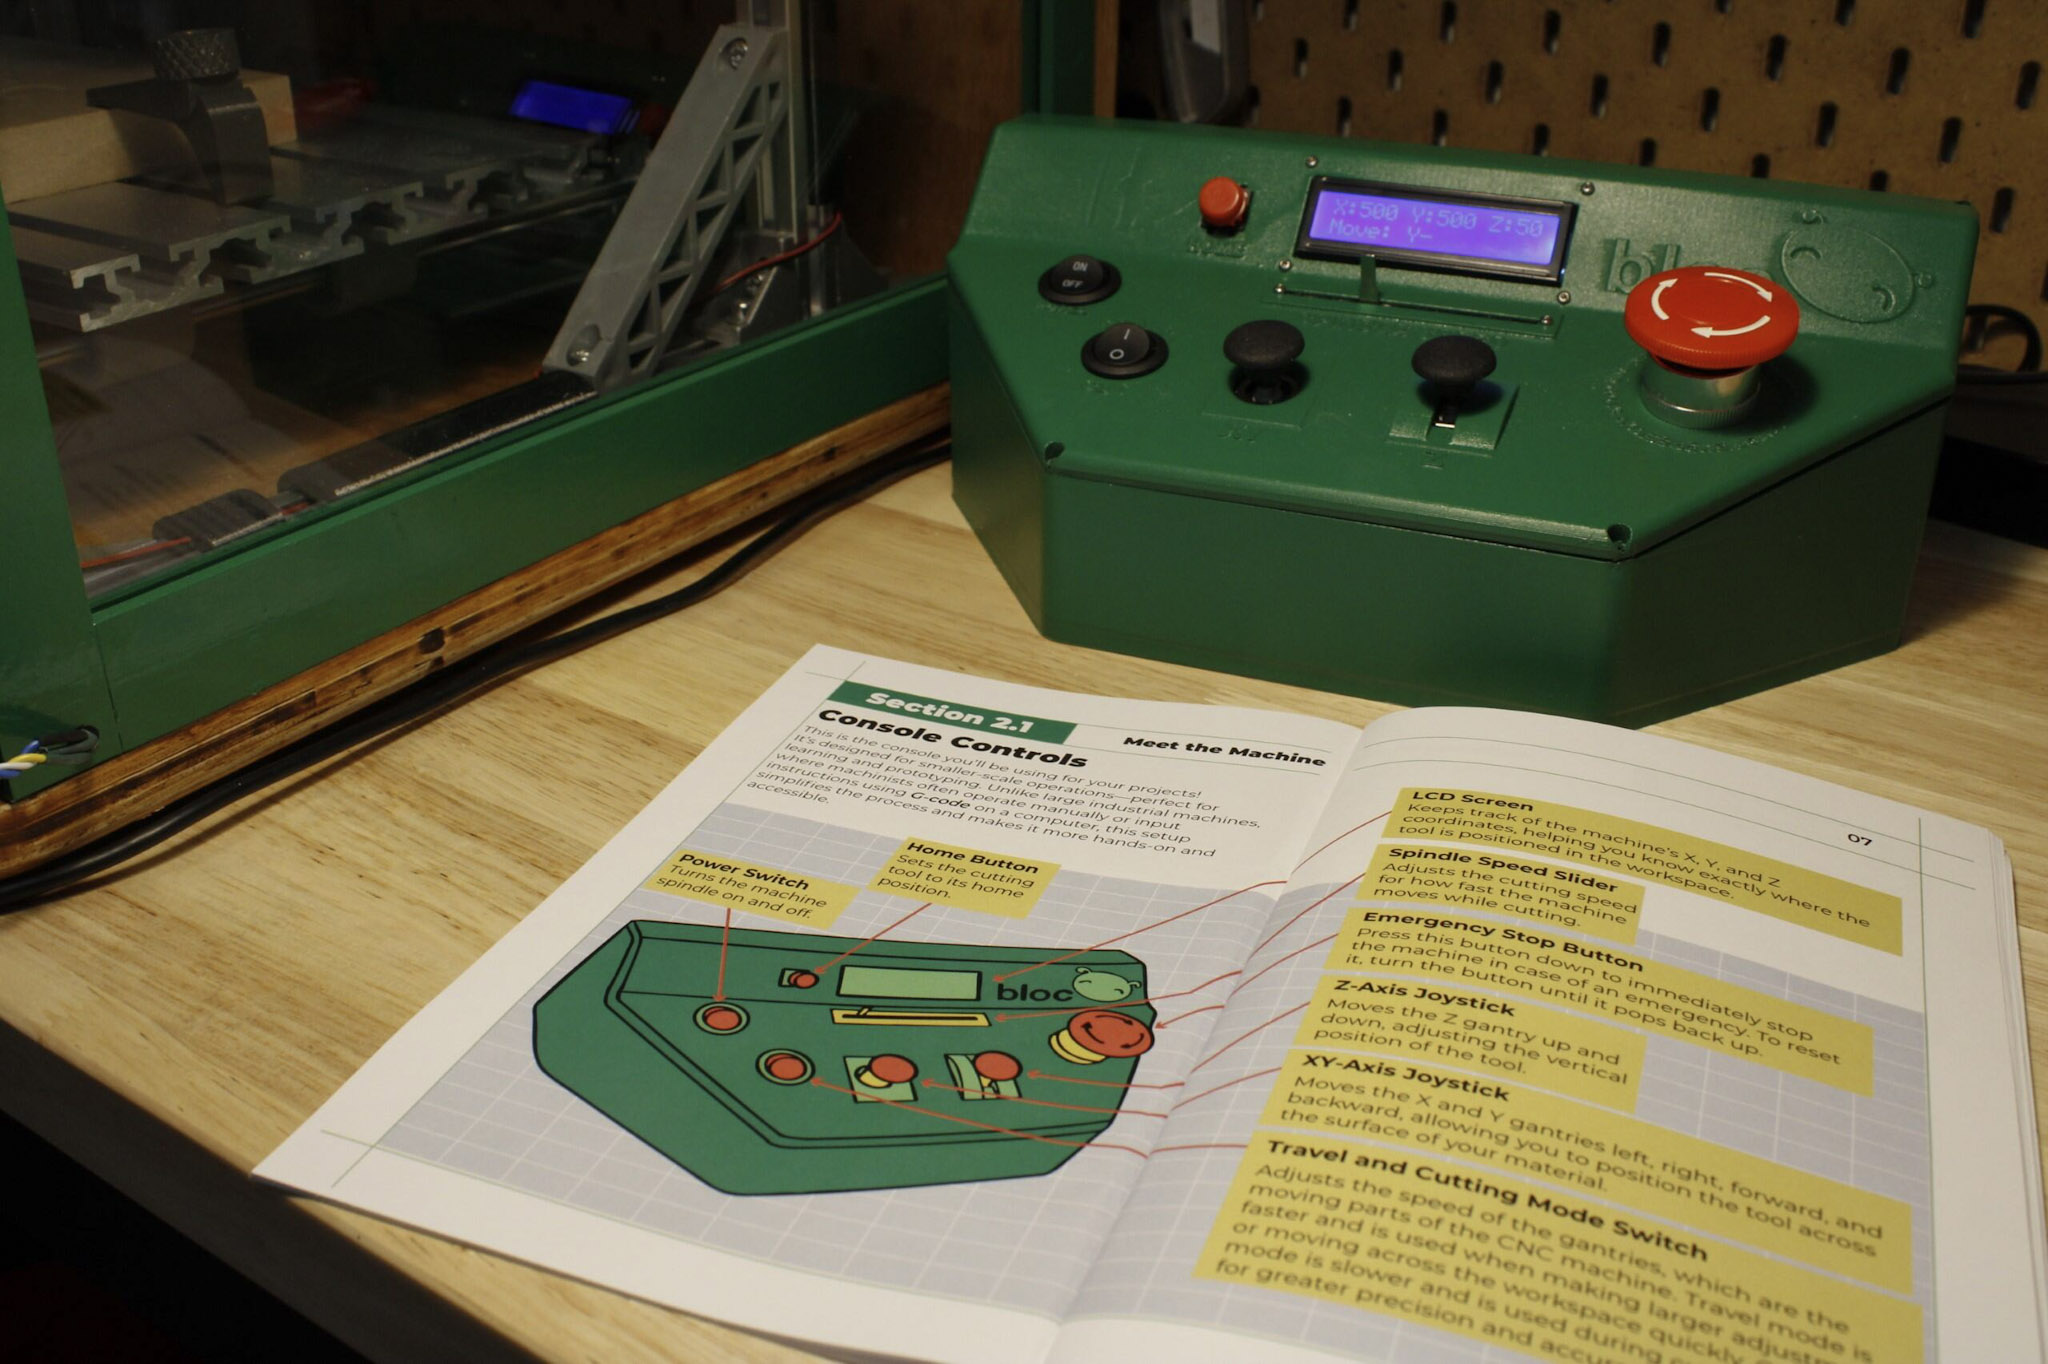 X:500 Y:500 Z:50
Move: Y-
ON
OFF
Section 2.1
Console Controls
Meet the Machine
This is the console you'll be using for your projects!
It's designed for smaller-scale operations—perfect for
learning and prototyping. Unlike large industrial machines,
where machinists often operate manually or input
instructions using G-code on a computer, this setup
simplifies the process and makes it more hands-on and
accessible.
Power Switch
Turns the machine
spindle on and off.
Home Button
Sets the cutting
tool to its home
position.
bloc
07
LCD Screen
Keeps track of the machine's X, Y, and Z
coordinates, helping you know exactly where the
tool is positioned in the workspace.
Spindle Speed Slider
Adjusts the cutting speed
for how fast the machine
moves while cutting.
Emergency Stop Button
Press this button down to immediately stop
the machine in case of an emergency. To reset
it, turn the button until it pops back up.
Z-Axis Joystick
Moves the Z gantry up and
down, adjusting the vertical
position of the tool.
XY-Axis Joystick
Moves the X and Y gantries left, right, forward, and
backward, allowing you to position the tool across
the surface of your material.
Travel and Cutting Mode Switch
Adjusts the speed of the gantries, which are the
moving parts of the CNC machine. Travel mode is
faster and is used when making larger
or moving across the workspace quickly.
mode is slower and is used during
for greater precision and